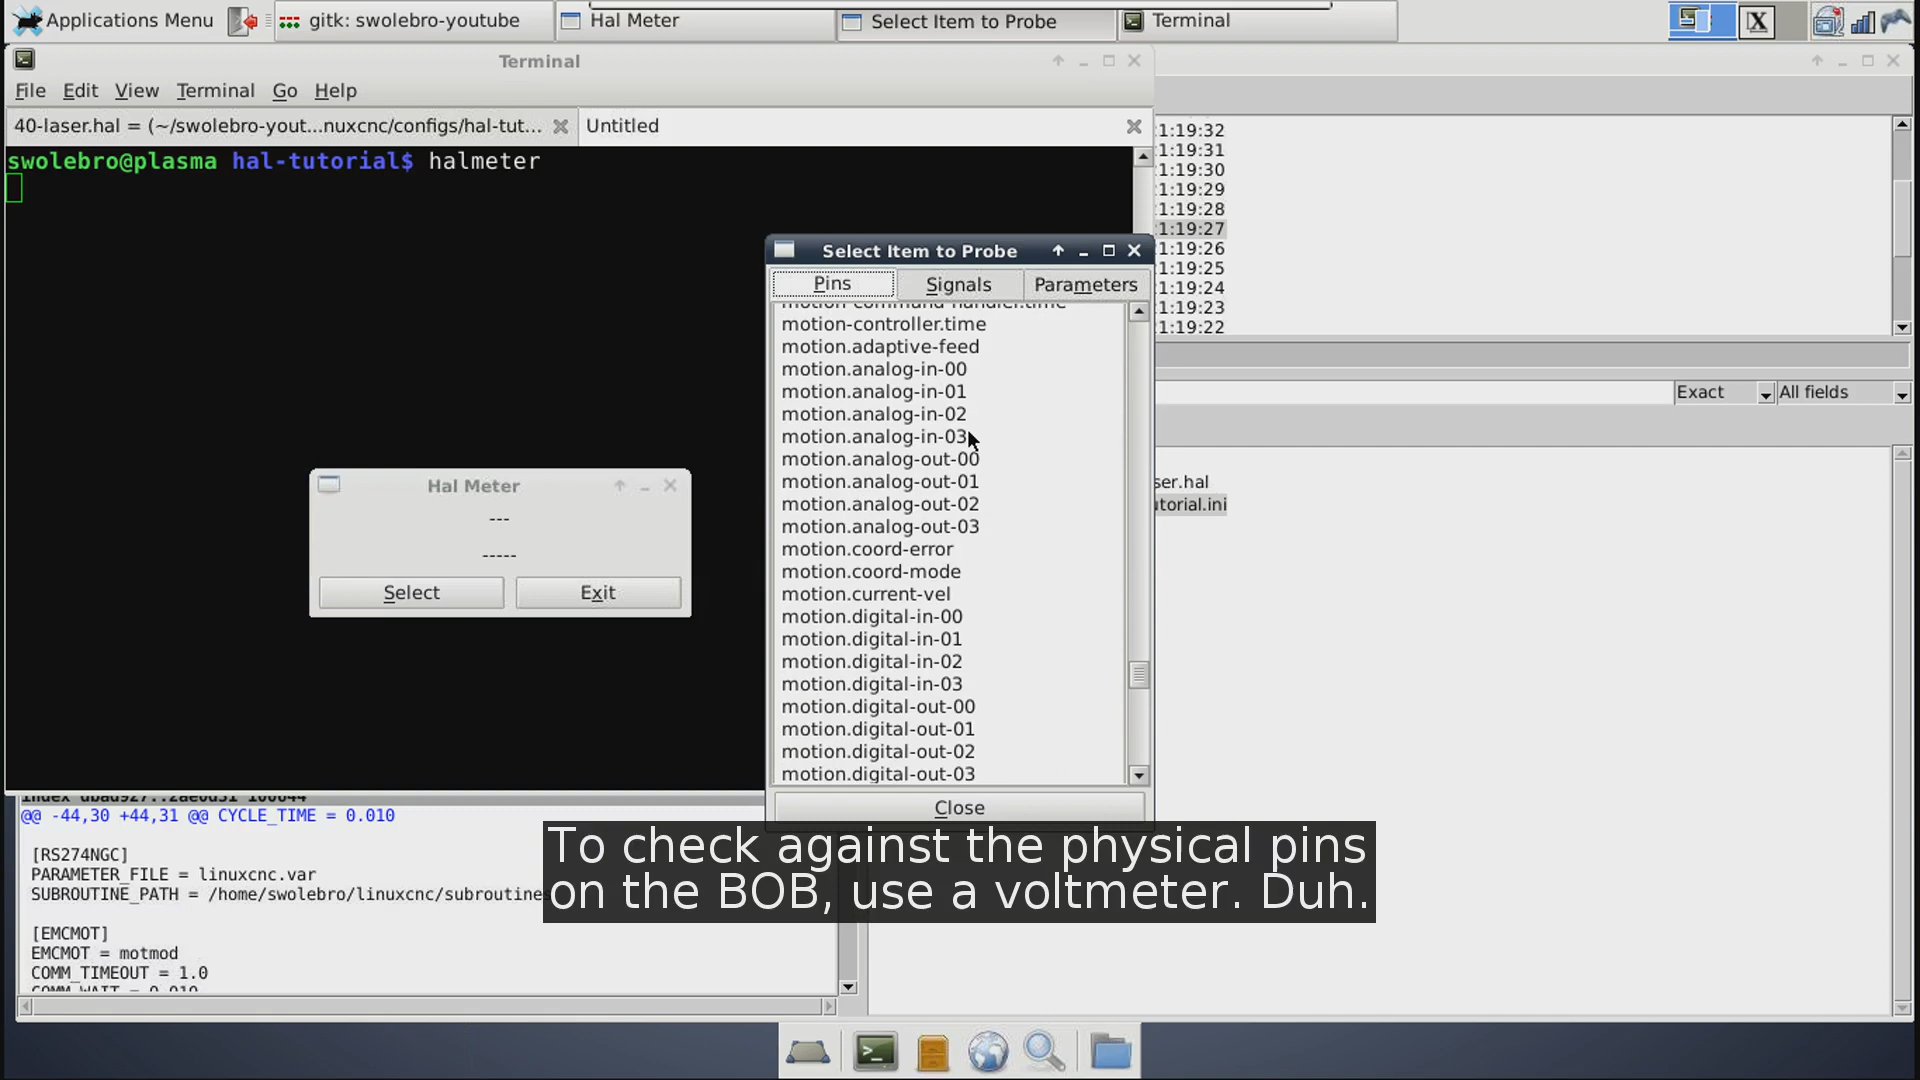 Applications Menu
gitk: swolebro-youtube
Hal Meter
Select Item to Probe
Terminal
X
Terminal
File Edit View Terminal Go Help
40-laser.hal = (~/swolebro-yout...nuxcnc/configs/hal-tut...
Untitled
swolebro@plasma hal-tutorial$ halmeter
1:19:32
1:19:31
1:19:30
1:19:29
1:19:28
1:19:27
1:19:26
1:19:25
1:19:24
1:19:23
1:19:22
Exact
All fields
ser.hal
utorial.ini
Select Item to Probe
Pins
Signals
Parameters
motion-command-handler.time
motion-controller.time
motion.adaptive-feed
motion.analog-in-00
motion.analog-in-01
motion.analog-in-02
motion.analog-in-03
motion.analog-out-00
motion.analog-out-01
motion.analog-out-02
motion.analog-out-03
motion.coord-error
motion.coord-mode
motion.current-vel
motion.digital-in-00
motion.digital-in-01
motion.digital-in-02
motion.digital-in-03
motion.digital-out-00
motion.digital-out-01
motion.digital-out-02
motion.digital-out-03
Close
Hal Meter
---
-----
Select
Exit
@@ -44,30 +44,31 @@ CYCLE_TIME = 0.010
[RS274NGC]
PARAMETER_FILE = linuxcnc.var
SUBROUTINE_PATH = /home/swolebro/linuxcnc/subroutines
[EMCMOT]
EMCMOT = motmod
COMM_TIMEOUT = 1.0
COMM_WAIT = 0.010
To check against the physical pins
on the BOB, use a voltmeter. Duh.